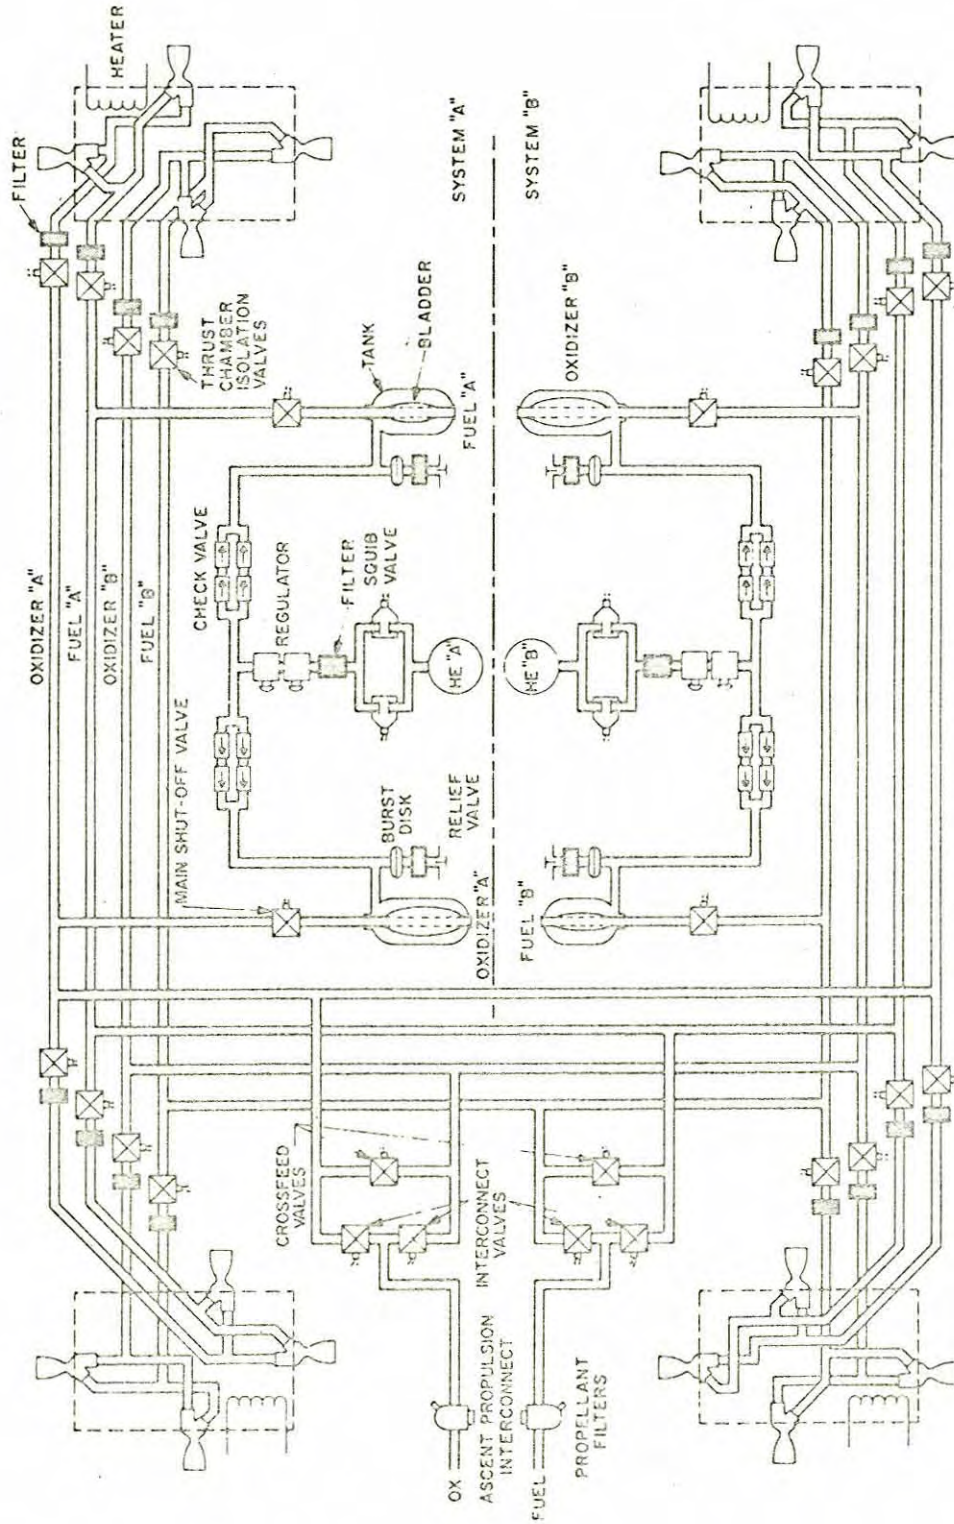 OXIDIZER "A"
FUEL "A"
OXIDIZER "B"
FUEL "B"
FILTER
HEATER
MAIN SHUT-OFF VALVE
CHECK VALVE
THRUST
CHAMBER
ISOLATION
VALVES
REGULATOR
FILTER
SQUIB
VALVE
TANK
BLADDER
BURST
DISK
RELIEF
VALVE
OXIDIZER "A"
HE "A"
FUEL "A"
SYSTEM "A"
SYSTEM "B"
FUEL "B"
HE "B"
OXIDIZER "B"
CROSSFEED
VALVES
INTERCONNECT
VALVES
OX
ASCENT PROPULSION
INTERCONNECT
FUEL
PROPELLANT
FILTERS